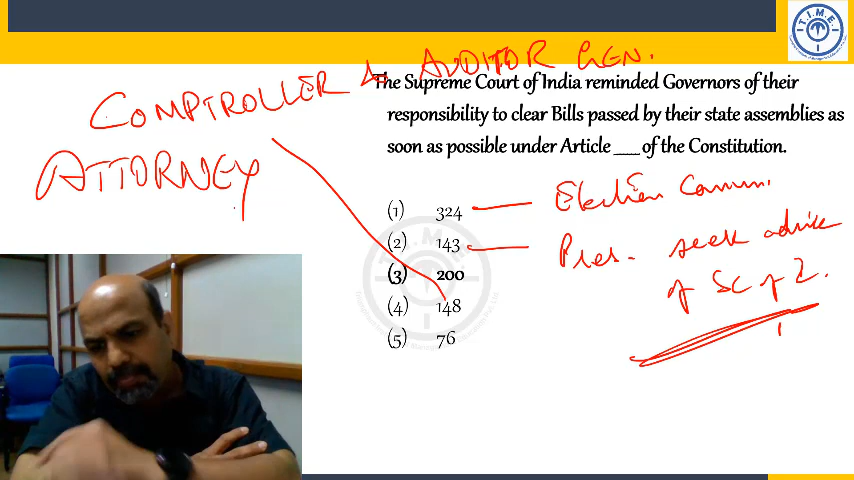 T.I.M.E.
COMPTROLLER & AUDITOR GEN.
ATTORNEY
The Supreme Court of India reminded Governors of their
responsibility to clear Bills passed by their state assemblies as
soon as possible under Article ___ of the Constitution.
(1) 324 Election Comm.
(2) 143 Pres. seek advice
of SC of I.
(3) 200
(4) 148
(5) 76